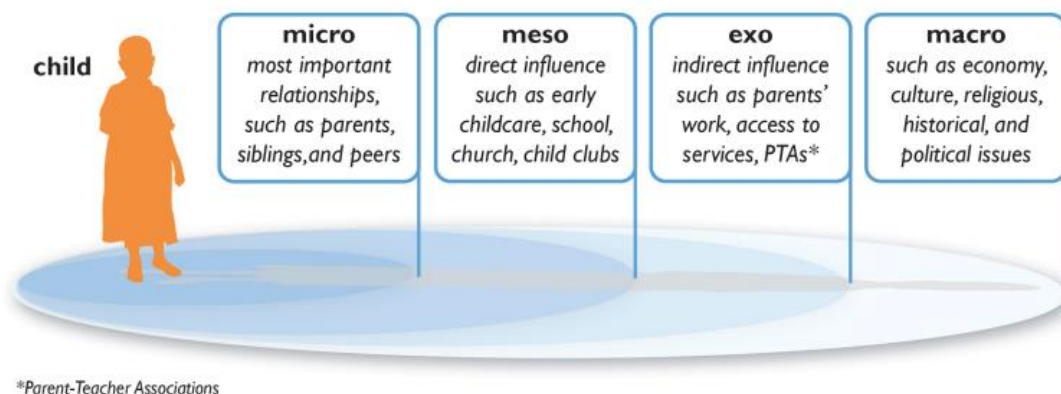 child
micro
most important
relationships,
such as parents,
siblings,and peers
meso
direct influence
such as early
childcare, school,
church, child clubs
exo
indirect influence
such as parents’
work, access to
services, PTAs*
macro
such as economy,
culture, religious,
historical, and
political issues
*Parent-Teacher Associations